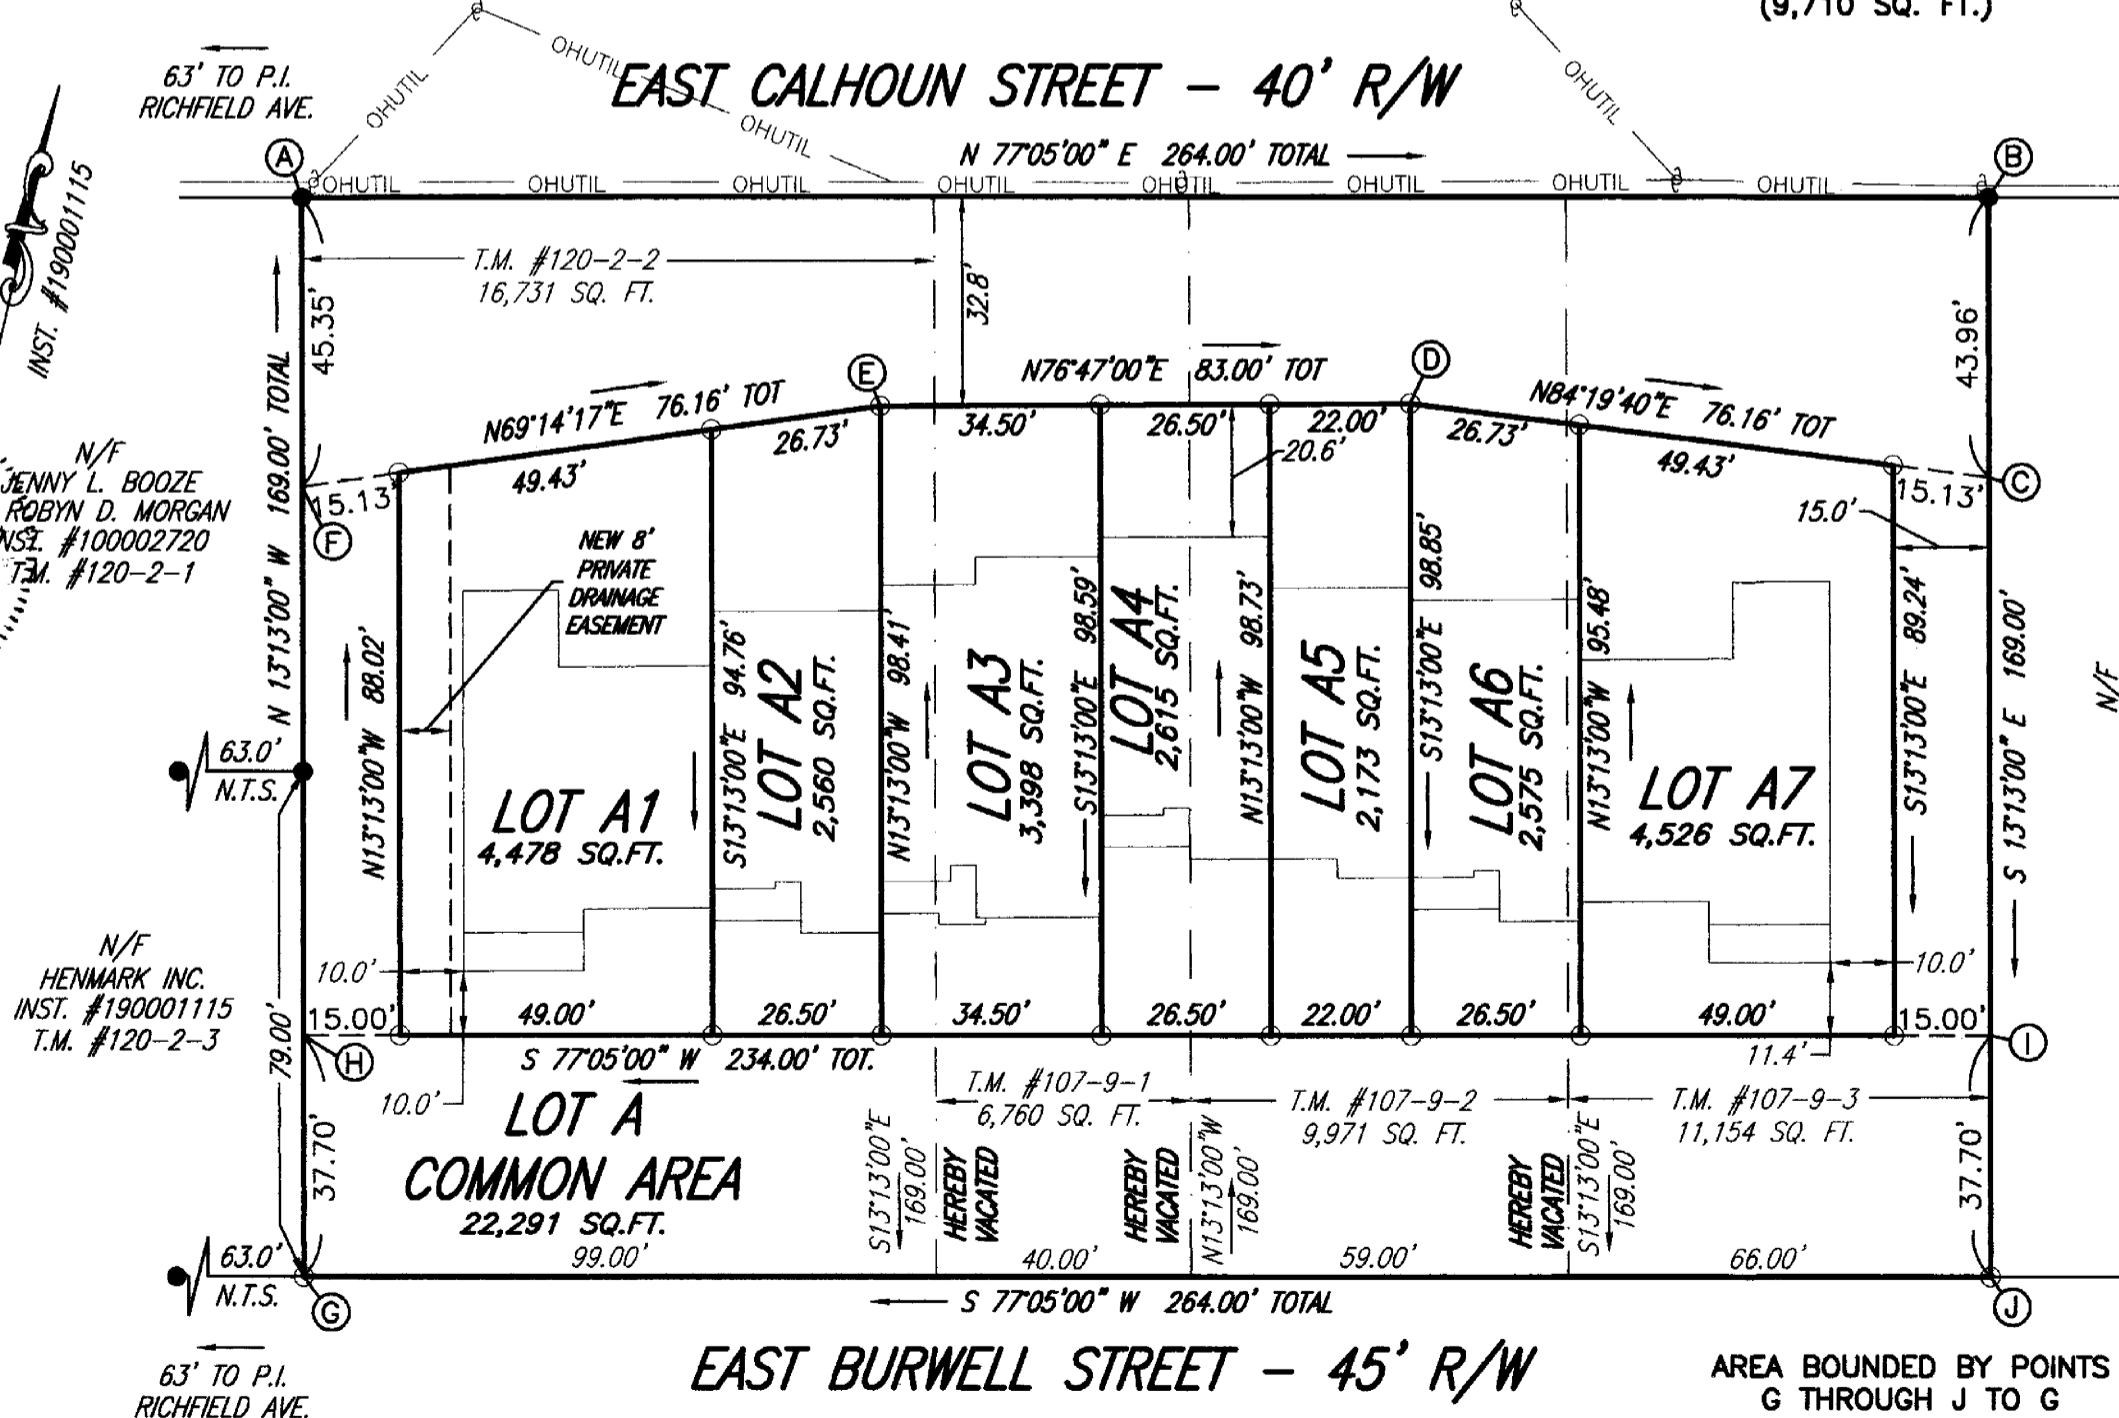 (9,710 SQ. FT.)
63' TO P.I.
RICHFIELD AVE.
OHUTIL
OHUTIL
OHUTIL
OHUTIL
EAST CALHOUN STREET - 40' R/W
N 77°05'00" E 264.00' TOTAL
A
B
OHUTIL
OHUTIL
OHUTIL
OHUTIL
OHUTIL
OHUTIL
OHUTIL
OHUTIL
INST. #190001115
T.M. #120-2-2
16,731 SQ. FT.
32.8'
45.35'
43.96'
N 13°13'00" W 169.00' TOTAL
E
D
N69°14'17"E 76.16' TOT
N76°47'00"E 83.00' TOT
N84°19'40"E 76.16' TOT
49.43'
26.73'
34.50'
26.50'
22.00'
26.73'
49.43'
20.6'
15.13'
15.13'
F
C
15.0'
N/F
JENNY L. BOOZE
ROBYN D. MORGAN
#100002720
T.M. #120-2-1
NEW 8'
PRIVATE
DRAINAGE
EASEMENT
N13°13'00"W 88.02'
S13°13'00"E 94.76'
N13°13'00"W 98.41'
S13°13'00"E 98.59'
N13°13'00"W 98.73'
S13°13'00"E 98.85'
N13°13'00"W 95.48'
S13°13'00"E 89.24'
S 13°13'00" E 169.00'
N/F
63.0'
N.T.S.
LOT A1
4,478 SQ.FT.
LOT A2
2,560 SQ.FT.
LOT A3
3,398 SQ.FT.
LOT A4
2,615 SQ.FT.
LOT A5
2,173 SQ.FT.
LOT A6
2,575 SQ.FT.
LOT A7
4,526 SQ.FT.
N/F
HENMARK INC.
INST. #190001115
T.M. #120-2-3
79.00'
10.0'
10.0'
15.00'
49.00'
26.50'
34.50'
26.50'
22.00'
26.50'
49.00'
15.00'
H
I
S 77°05'00" W 234.00' TOT.
11.4'
10.0'
37.70'
37.70'
LOT A
COMMON AREA
22,291 SQ.FT.
T.M. #107-9-1
6,760 SQ. FT.
T.M. #107-9-2
9,971 SQ. FT.
T.M. #107-9-3
11,154 SQ. FT.
S13°13'00"E
169.00'
HEREBY
VACATED
HEREBY
VACATED
N13°13'00"W
169.00'
HEREBY
VACATED
S13°13'00"E
169.00'
63.0'
N.T.S.
99.00'
40.00'
59.00'
66.00'
G
J
S 77°05'00" W 264.00' TOTAL
EAST BURWELL STREET - 45' R/W
63' TO P.I.
RICHFIELD AVE.
AREA BOUNDED BY POINTS
G THROUGH J TO G